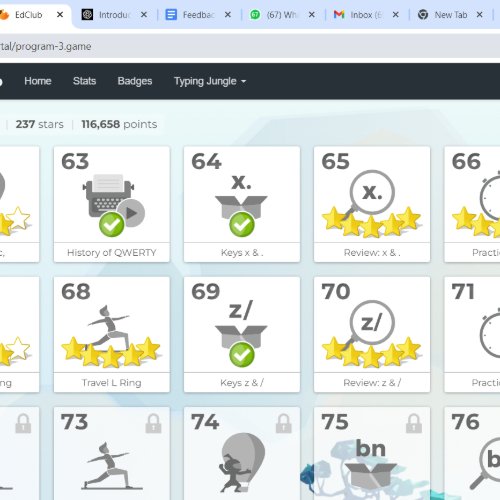 EdClub
Introduc
Feedbac
(67) Wha
Inbox (6
New Tab
tal/program-3.game
Home
Stats
Badges
Typing Jungle
237 stars | 116,658 points
63
64
65
66
x.
x.
c,
History of QWERTY
Keys x & .
Review: x & .
Practi
68
69
70
71
z/
z/
ng
Travel L Ring
Keys z & /
Review: z & /
Practi
73
74
75
76
bn
b